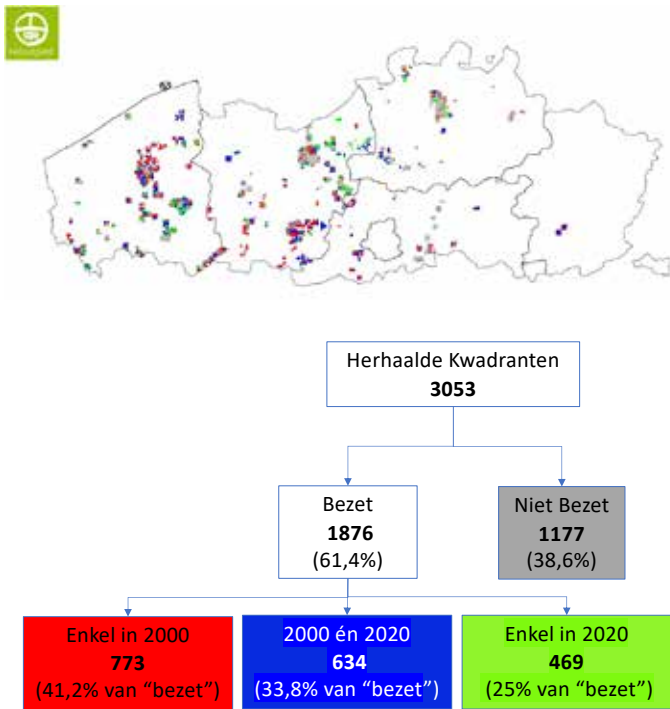 Herhaalde Kwadranten
3053
Bezet
1876
(61,4%)
Niet Bezet
1177
(38,6%)
Enkel in 2000
773
(41,2% van “bezet”)
2000 én 2020
634
(33,8% van “bezet”)
Enkel in 2020
469
(25% van “bezet”)